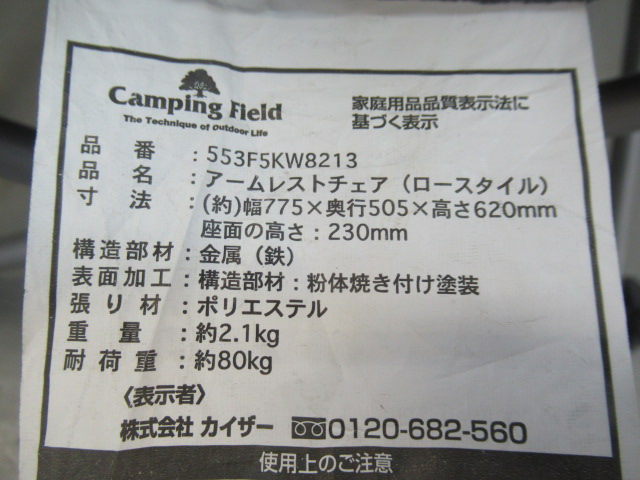 Camping Field
The Technique of Outdoor Life
家庭用品品質表示法に
基づく表示
品番：553F5KW8213
品名：アームレストチェア（ロースタイル）
寸法：(約)幅775×奥行505×高さ620mm
座面の高さ：230mm
構造部材：金属（鉄）
表面加工：構造部材：粉体焼き付け塗装
張り材：ポリエステル
重量：約2.1kg
耐荷重：約80kg
〈表示者〉
株式会社 カイザー 0120-682-560
使用上のご注意